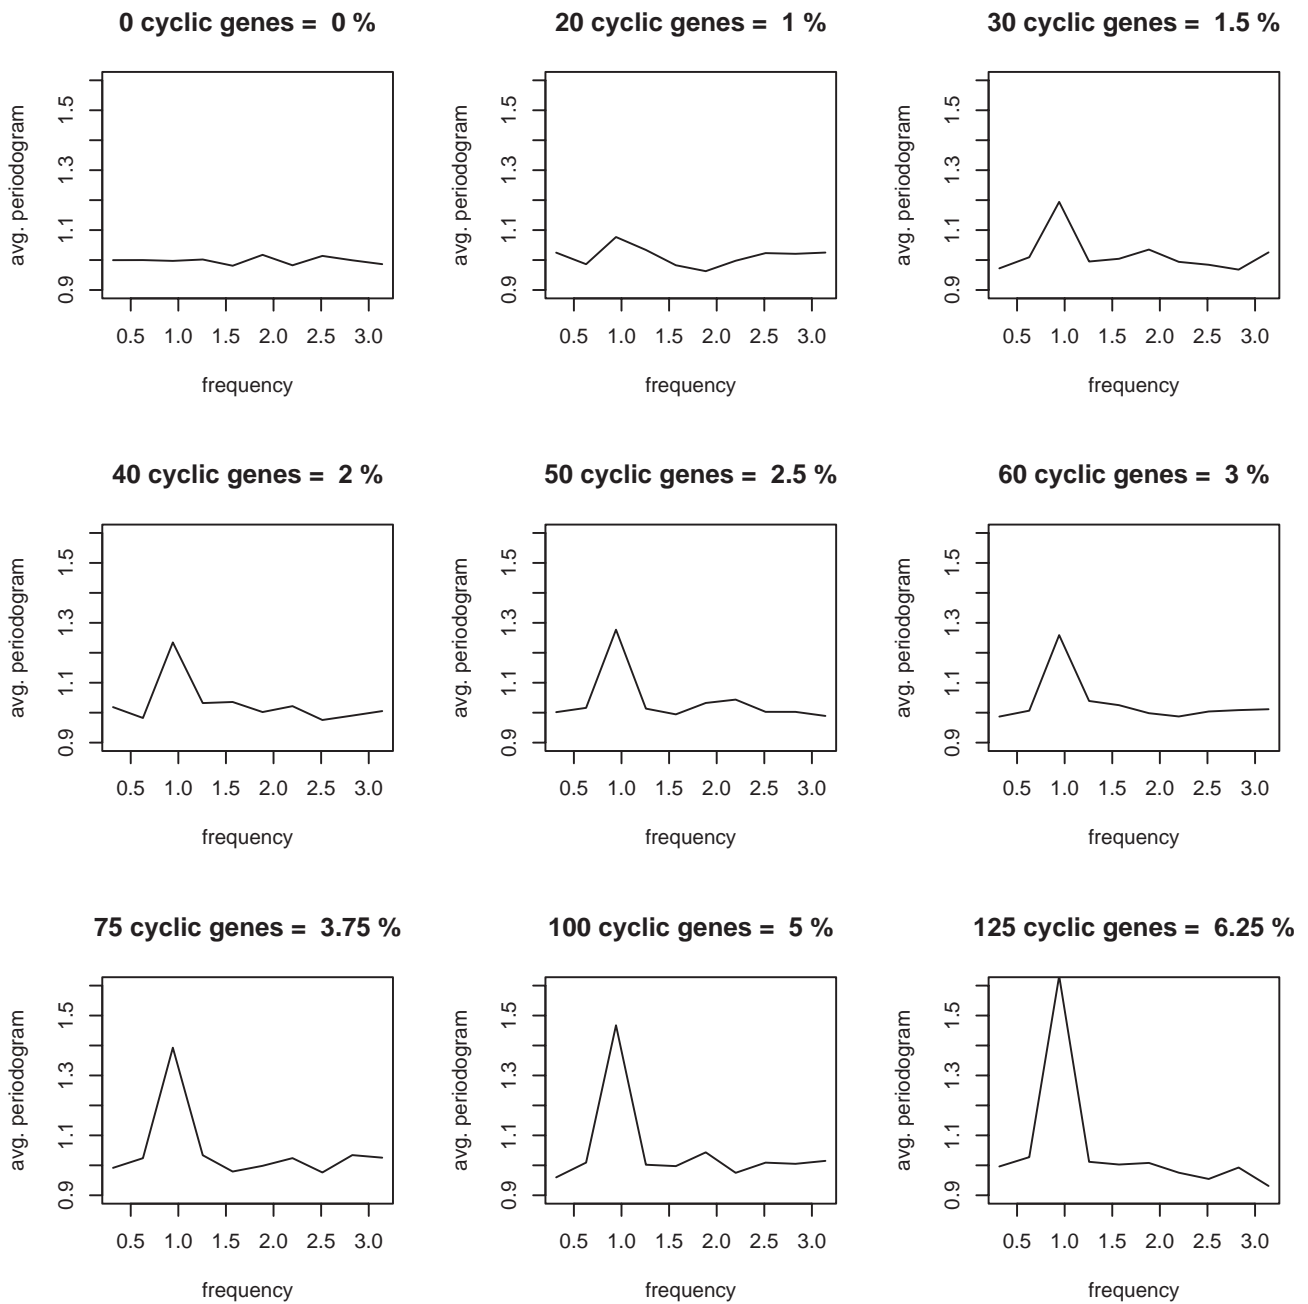 0 cyclic genes = 0 %
20 cyclic genes = 1 %
30 cyclic genes = 1.5 %
avg. periodogram
0.9 1.1 1.3 1.5
0.5 1.0 1.5 2.0 2.5 3.0
frequency
avg. periodogram
0.9 1.1 1.3 1.5
0.5 1.0 1.5 2.0 2.5 3.0
frequency
avg. periodogram
0.9 1.1 1.3 1.5
0.5 1.0 1.5 2.0 2.5 3.0
frequency
40 cyclic genes = 2 %
50 cyclic genes = 2.5 %
60 cyclic genes = 3 %
avg. periodogram
0.9 1.1 1.3 1.5
0.5 1.0 1.5 2.0 2.5 3.0
frequency
avg. periodogram
0.9 1.1 1.3 1.5
0.5 1.0 1.5 2.0 2.5 3.0
frequency
avg. periodogram
0.9 1.1 1.3 1.5
0.5 1.0 1.5 2.0 2.5 3.0
frequency
75 cyclic genes = 3.75 %
100 cyclic genes = 5 %
125 cyclic genes = 6.25 %
avg. periodogram
0.9 1.1 1.3 1.5
0.5 1.0 1.5 2.0 2.5 3.0
frequency
avg. periodogram
0.9 1.1 1.3 1.5
0.5 1.0 1.5 2.0 2.5 3.0
frequency
avg. periodogram
0.9 1.1 1.3 1.5
0.5 1.0 1.5 2.0 2.5 3.0
frequency